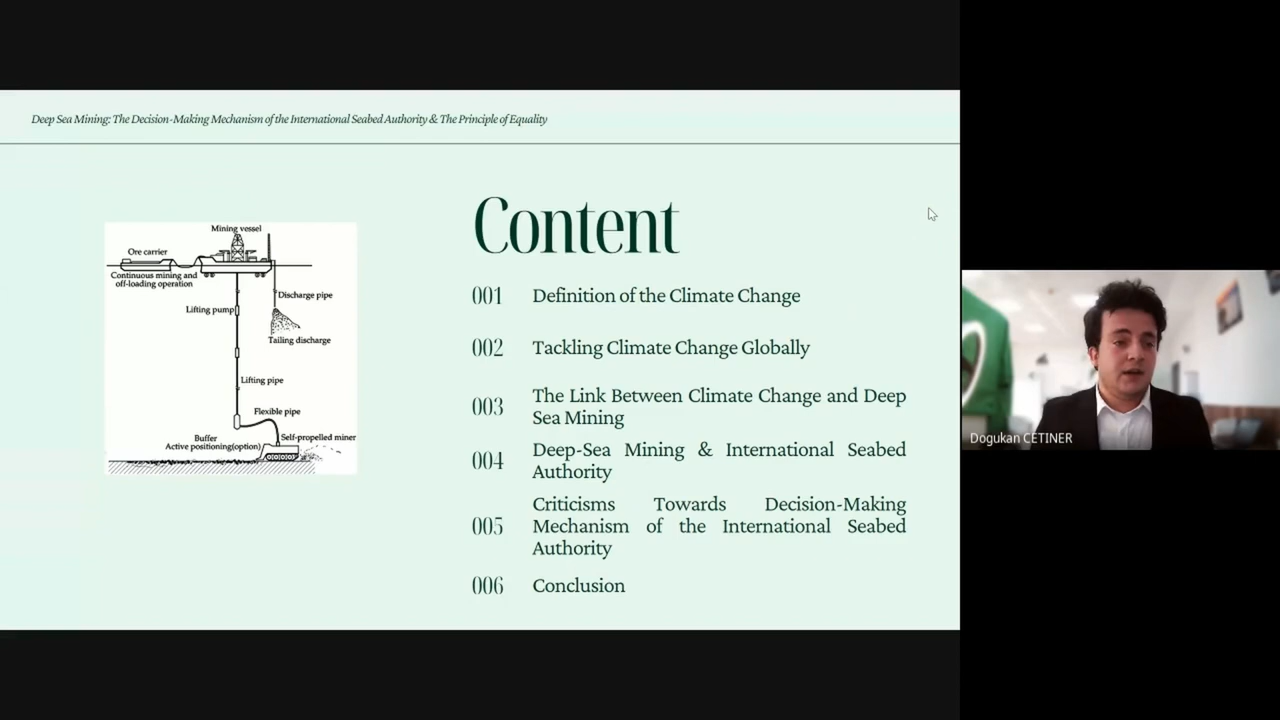 Deep Sea Mining: The Decision-Making Mechanism of the International Seabed Authority & The Principle of Equality
Mining vessel
Ore carrier
Continuous mining and
off-loading operation
Discharge pipe
Lifting pump
Tailing discharge
Lifting pipe
Flexible pipe
Buffer
Self-propelled miner
Active positioning(option)
Content
001 Definition of the Climate Change
002 Tackling Climate Change Globally
003 The Link Between Climate Change and Deep
Sea Mining
004 Deep-Sea Mining & International Seabed
Authority
005 Criticisms Towards Decision-Making
Mechanism of the International Seabed
Authority
006 Conclusion
Dogukan CETINER